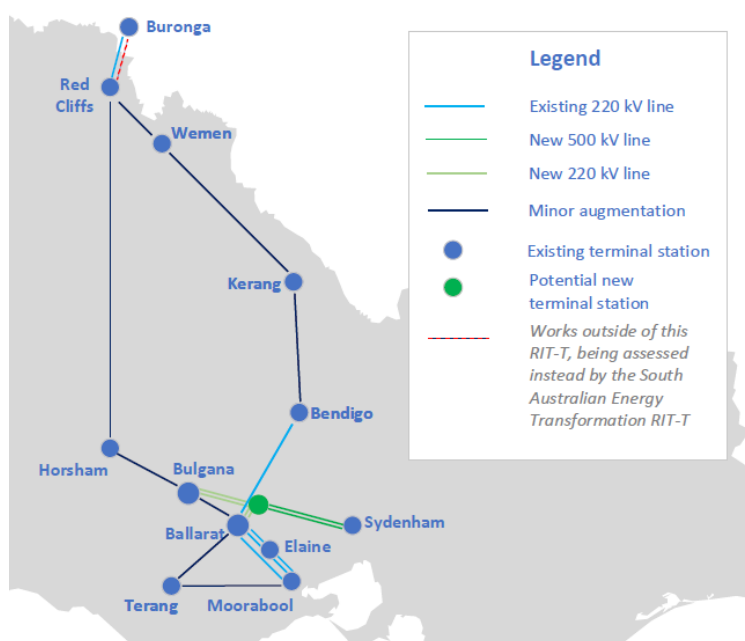 Buronga
Red
Cliffs
Wemen
Kerang
Bendigo
Horsham
Bulgana
Ballarat
Sydenham
Elaine
Terang
Moorabool
Legend
Existing 220 kV line
New 500 kV line
New 220 kV line
Minor augmentation
Existing terminal station
Potential new
terminal station
Works outside of this
RIT-T, being assessed
instead by the South
Australian Energy
Transformation RIT-T